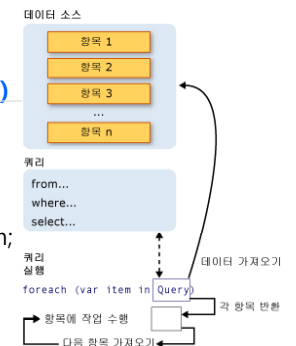 데이터 소스
항목 1
항목 2
항목 3
)
...
항목 n
쿼리
from...
where...
select...
n;
쿼리
실행
데이터 가져오기
foreach (var item in Query)
각 항목 반환
항목에 작업 수행
다음 항목 가져오기